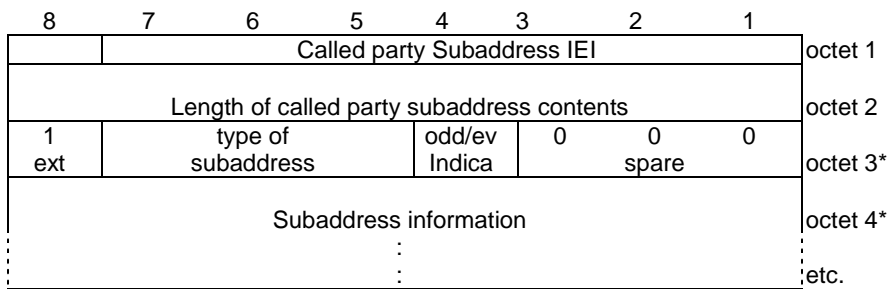 8 7 6 5 4 3 2 1
Called party Subaddress IEI octet 1
Length of called party subaddress contents octet 2
1 type of odd/ev 0 0 0
ext subaddress Indica spare octet 3*
Subaddress information octet 4*
:
: etc.